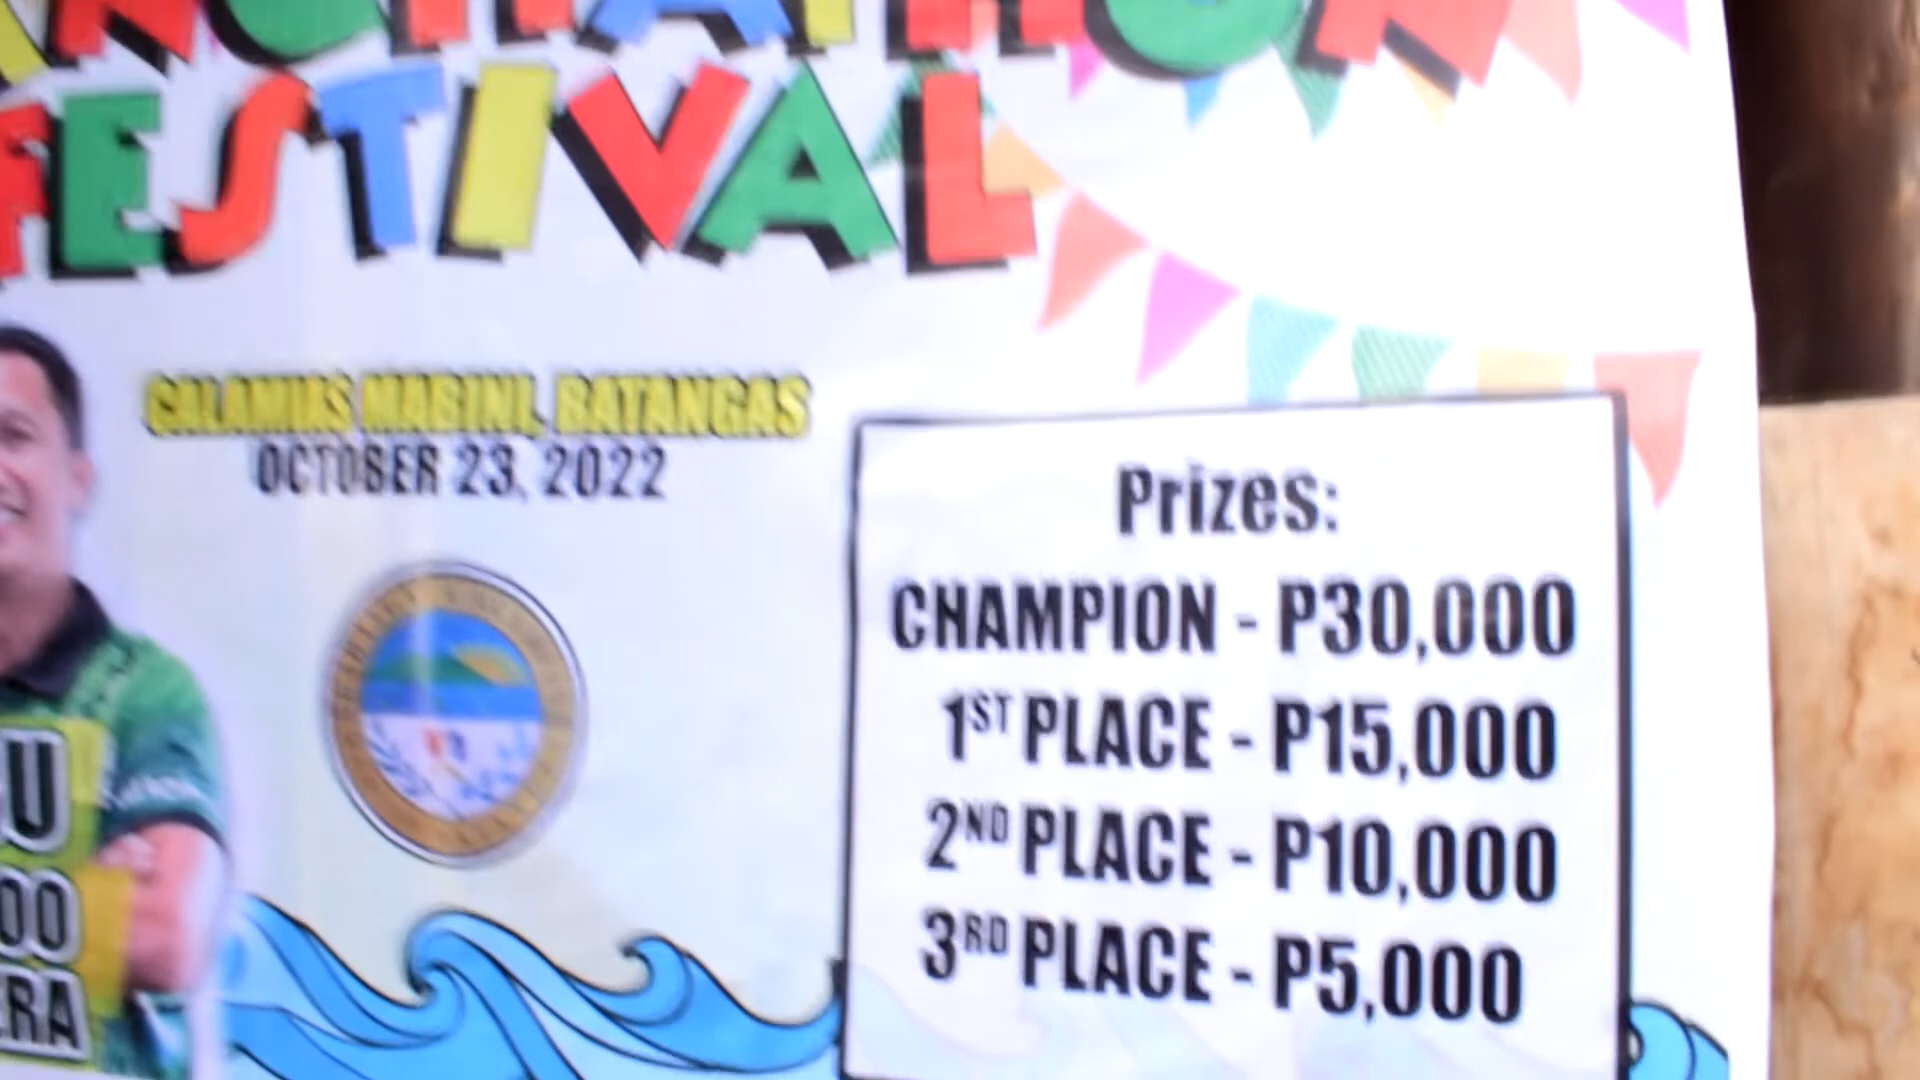 FESTIVAL
CALAMIAS MABINI, BATANGAS
OCTOBER 23, 2022
Prizes:
CHAMPION - P30,000
1ST PLACE - P15,000
2ND PLACE - P10,000
3RD PLACE - P5,000